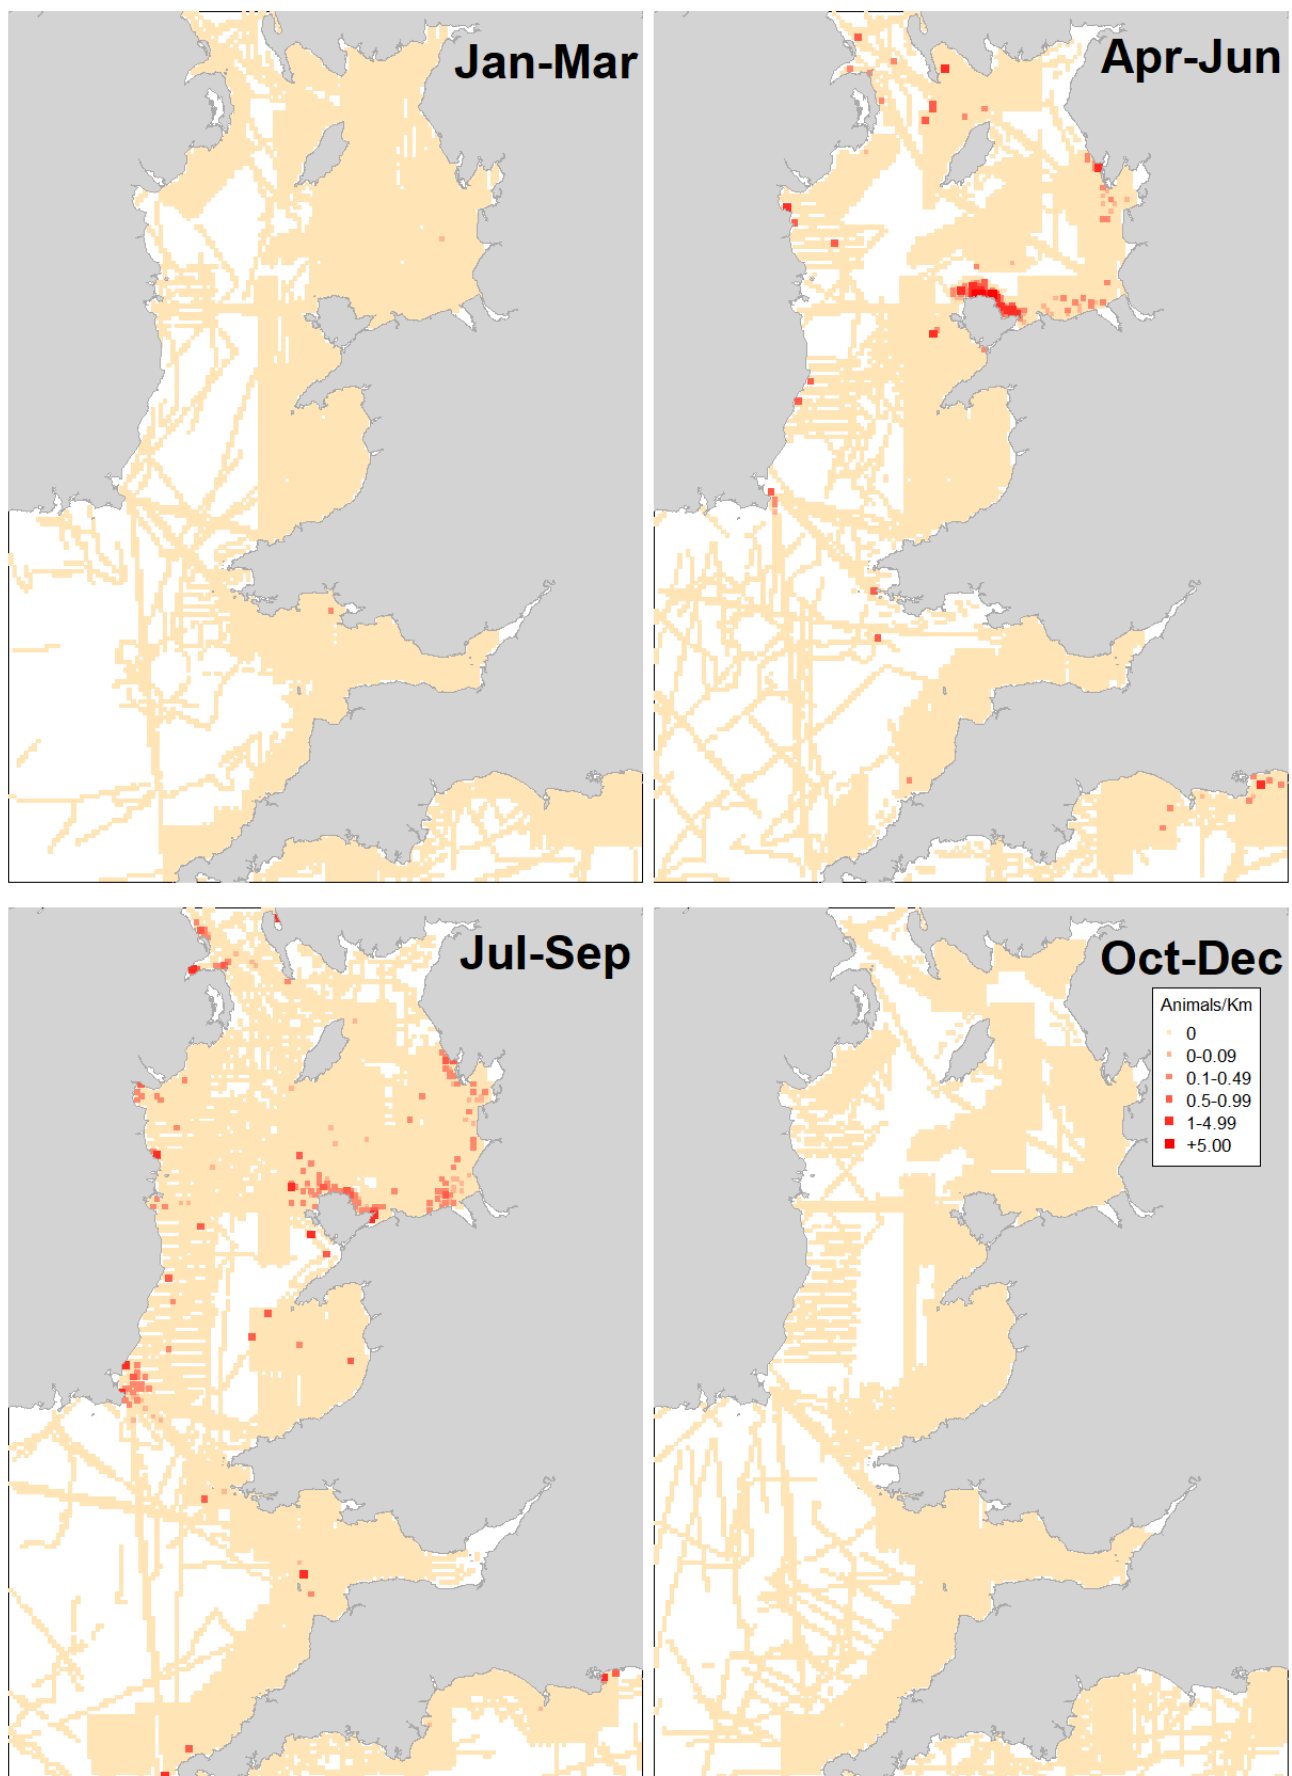 Jan-Mar
Apr-Jun
Jul-Sep
Oct-Dec
Animals/Km
0
0-0.09
0.1-0.49
0.5-0.99
1-4.99
+5.00